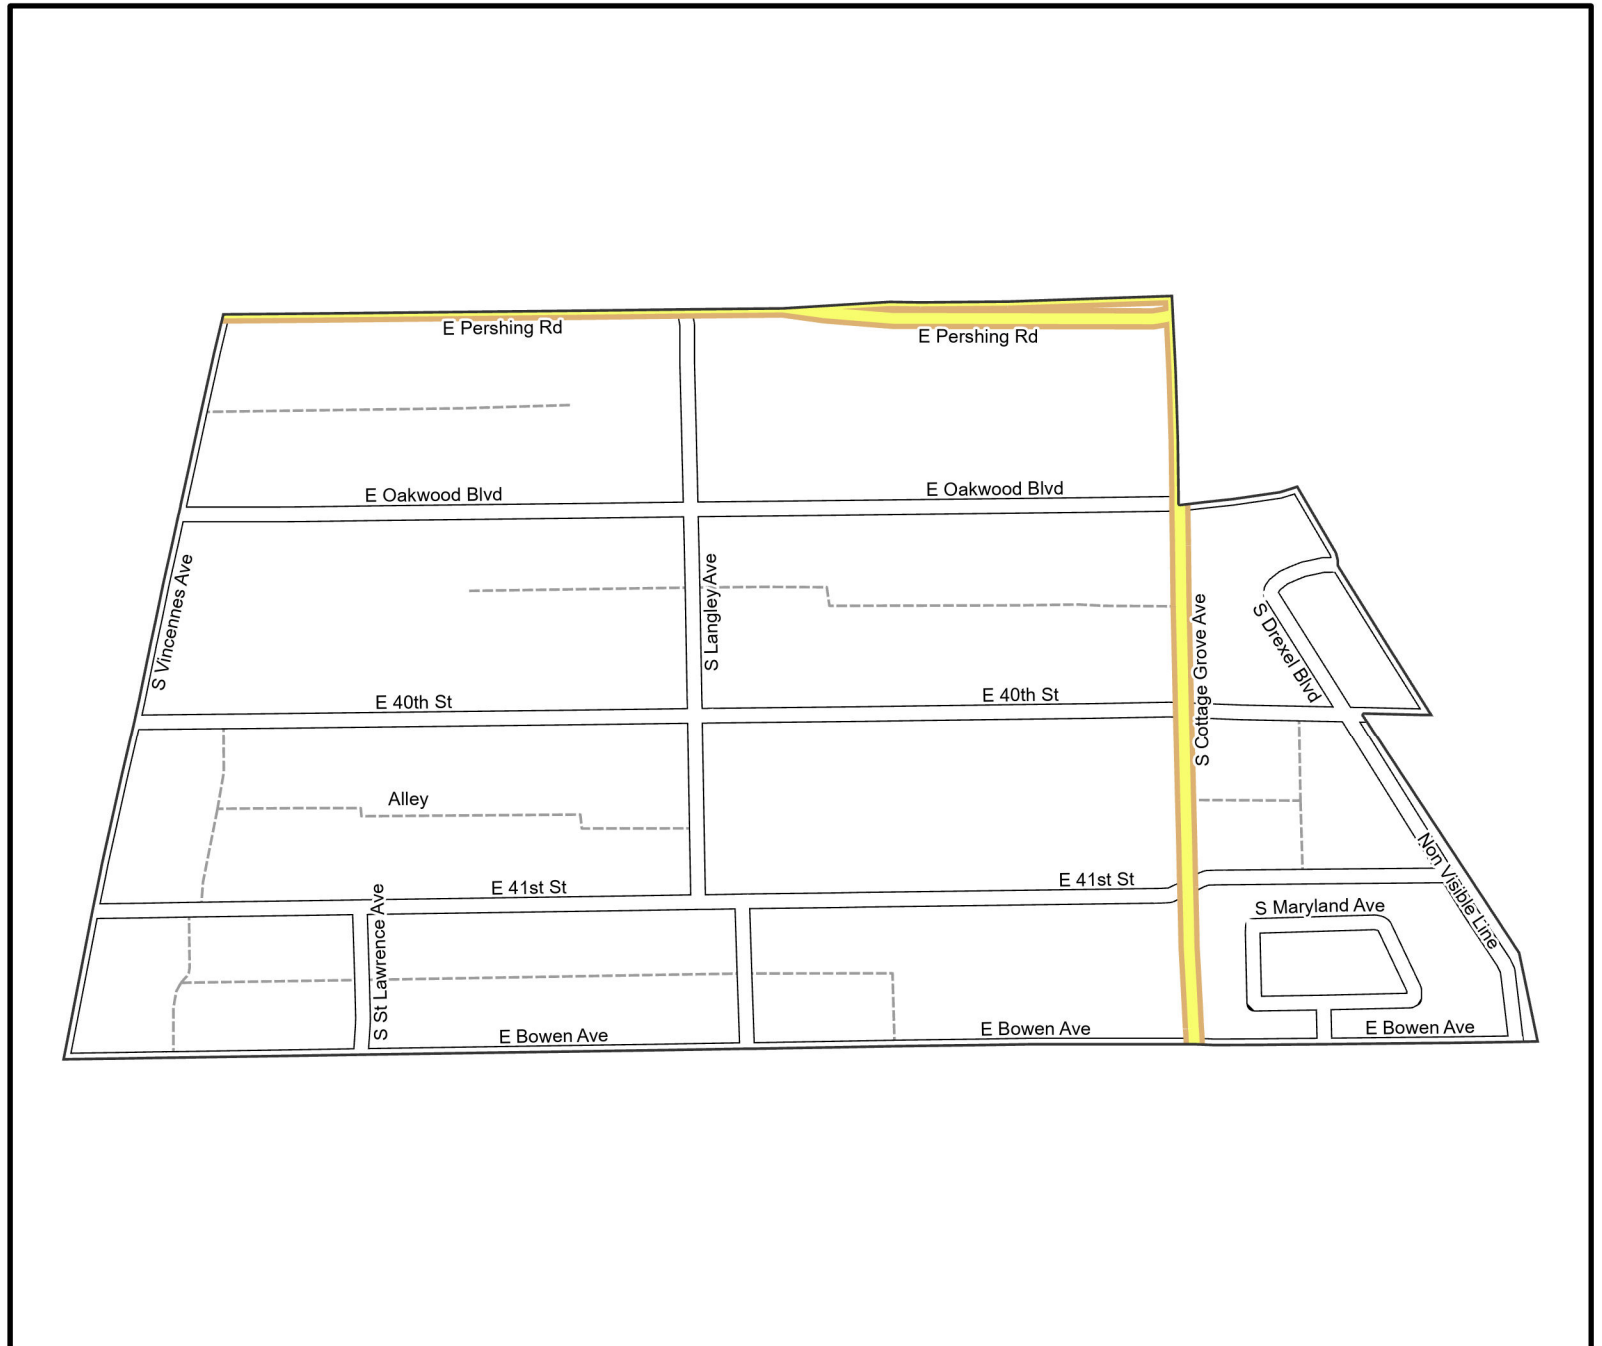 E Pershing Rd
E Pershing Rd
E Oakwood Blvd
E Oakwood Blvd
S Vincennes Ave
S Langley Ave
S Cottage Grove Ave
S Drexel Blvd
E 40th St
E 40th St
Alley
E 41st St
E 41st St
Non Visible Line
S St Lawrence Ave
S Maryland Ave
E Bowen Ave
E Bowen Ave
E Bowen Ave